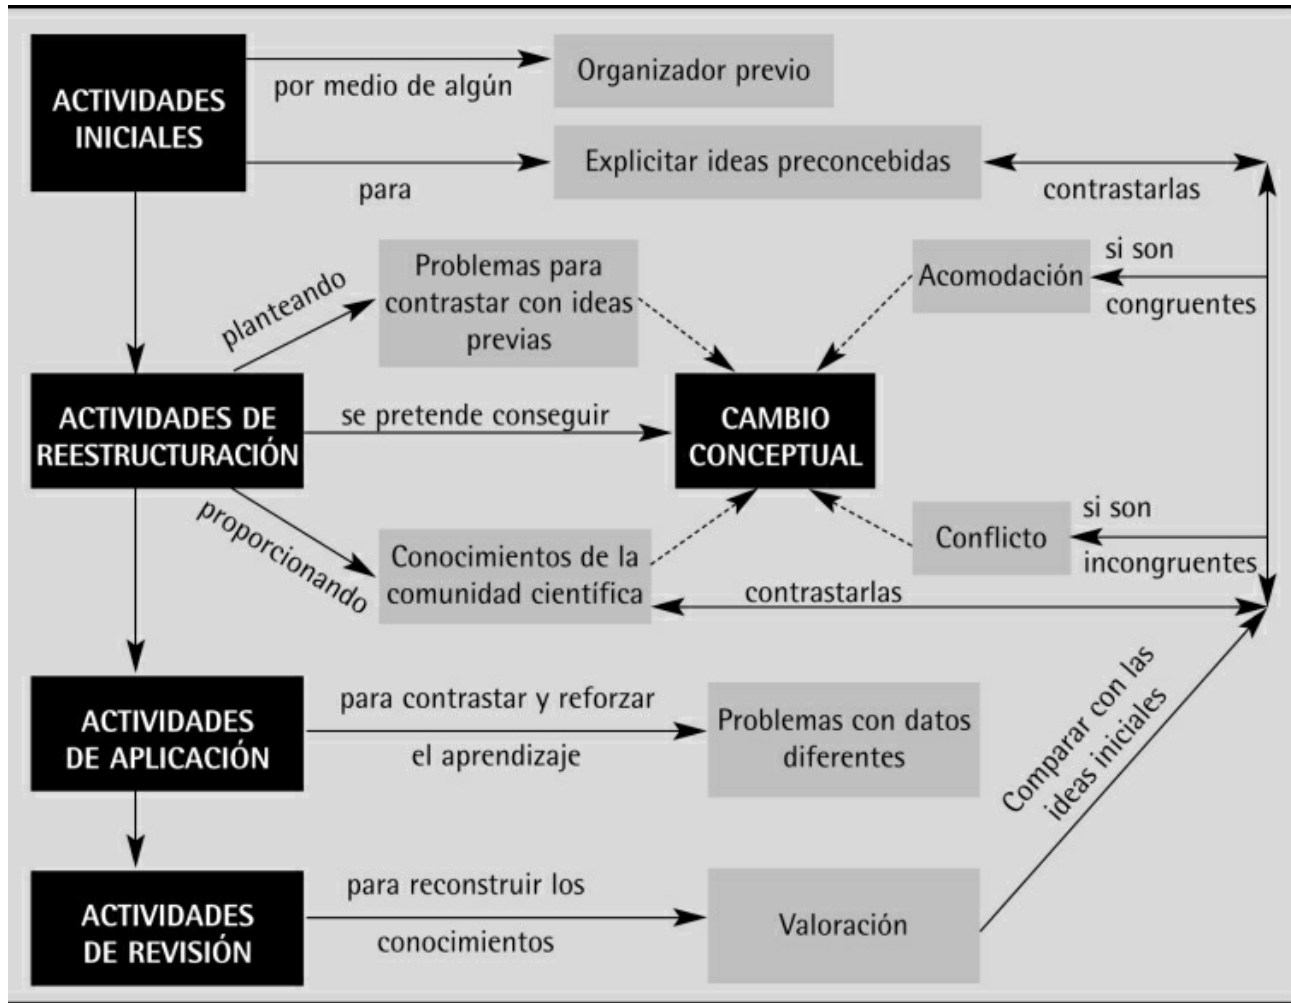 ACTIVIDADES
INICIALES
por medio de algún
Organizador previo
para
Explicitar ideas preconcebidas
contrastarlas
planteando
Problemas para
contrastar con ideas
previas
Acomodación
si son
congruentes
ACTIVIDADES DE
REESTRUCTURACIÓN
se pretende conseguir
CAMBIO
CONCEPTUAL
proporcionando
Conocimientos de la
comunidad científica
Conflicto
si son
incongruentes
contrastarlas
ACTIVIDADES
DE APLICACIÓN
para contrastar y reforzar
el aprendizaje
Problemas con datos
diferentes
Comparar con las
ideas iniciales
ACTIVIDADES
DE REVISIÓN
para reconstruir los
conocimientos
Valoración